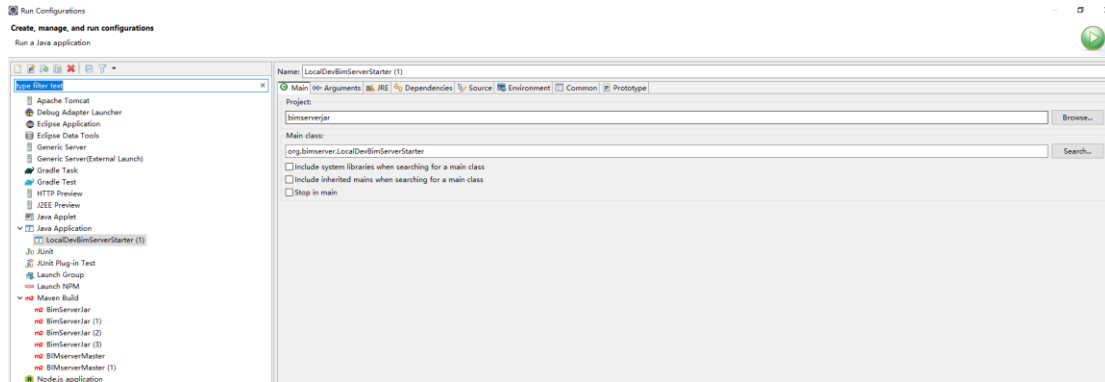 Run Configurations
Create, manage, and run configurations
Run a Java application
type filter text
Apache Tomcat
Debug Adapter Launcher
Eclipse Application
Eclipse Data Tools
Generic Server
Generic Server(External Launch)
Gradle Task
Gradle Test
HTTP Preview
J2EE Preview
Java Applet
Java Application
LocalDevBimServerStarter (1)
JUnit
JUnit Plug-in Test
Launch Group
Launch NPM
Maven Build
BimServerJar
BimServerJar (1)
BimServerJar (2)
BimServerJar (3)
BIMserverMaster
BIMserverMaster (1)
Node.js application
Name: LocalDevBimServerStarter (1)
Main Arguments JRE Dependencies Source Environment Common Prototype
Project:
bimserverjar Browse...
Main class:
org.bimserver.LocalDevBimServerStarter Search...
Include system libraries when searching for a main class
Include inherited mains when searching for a main class
Stop in main